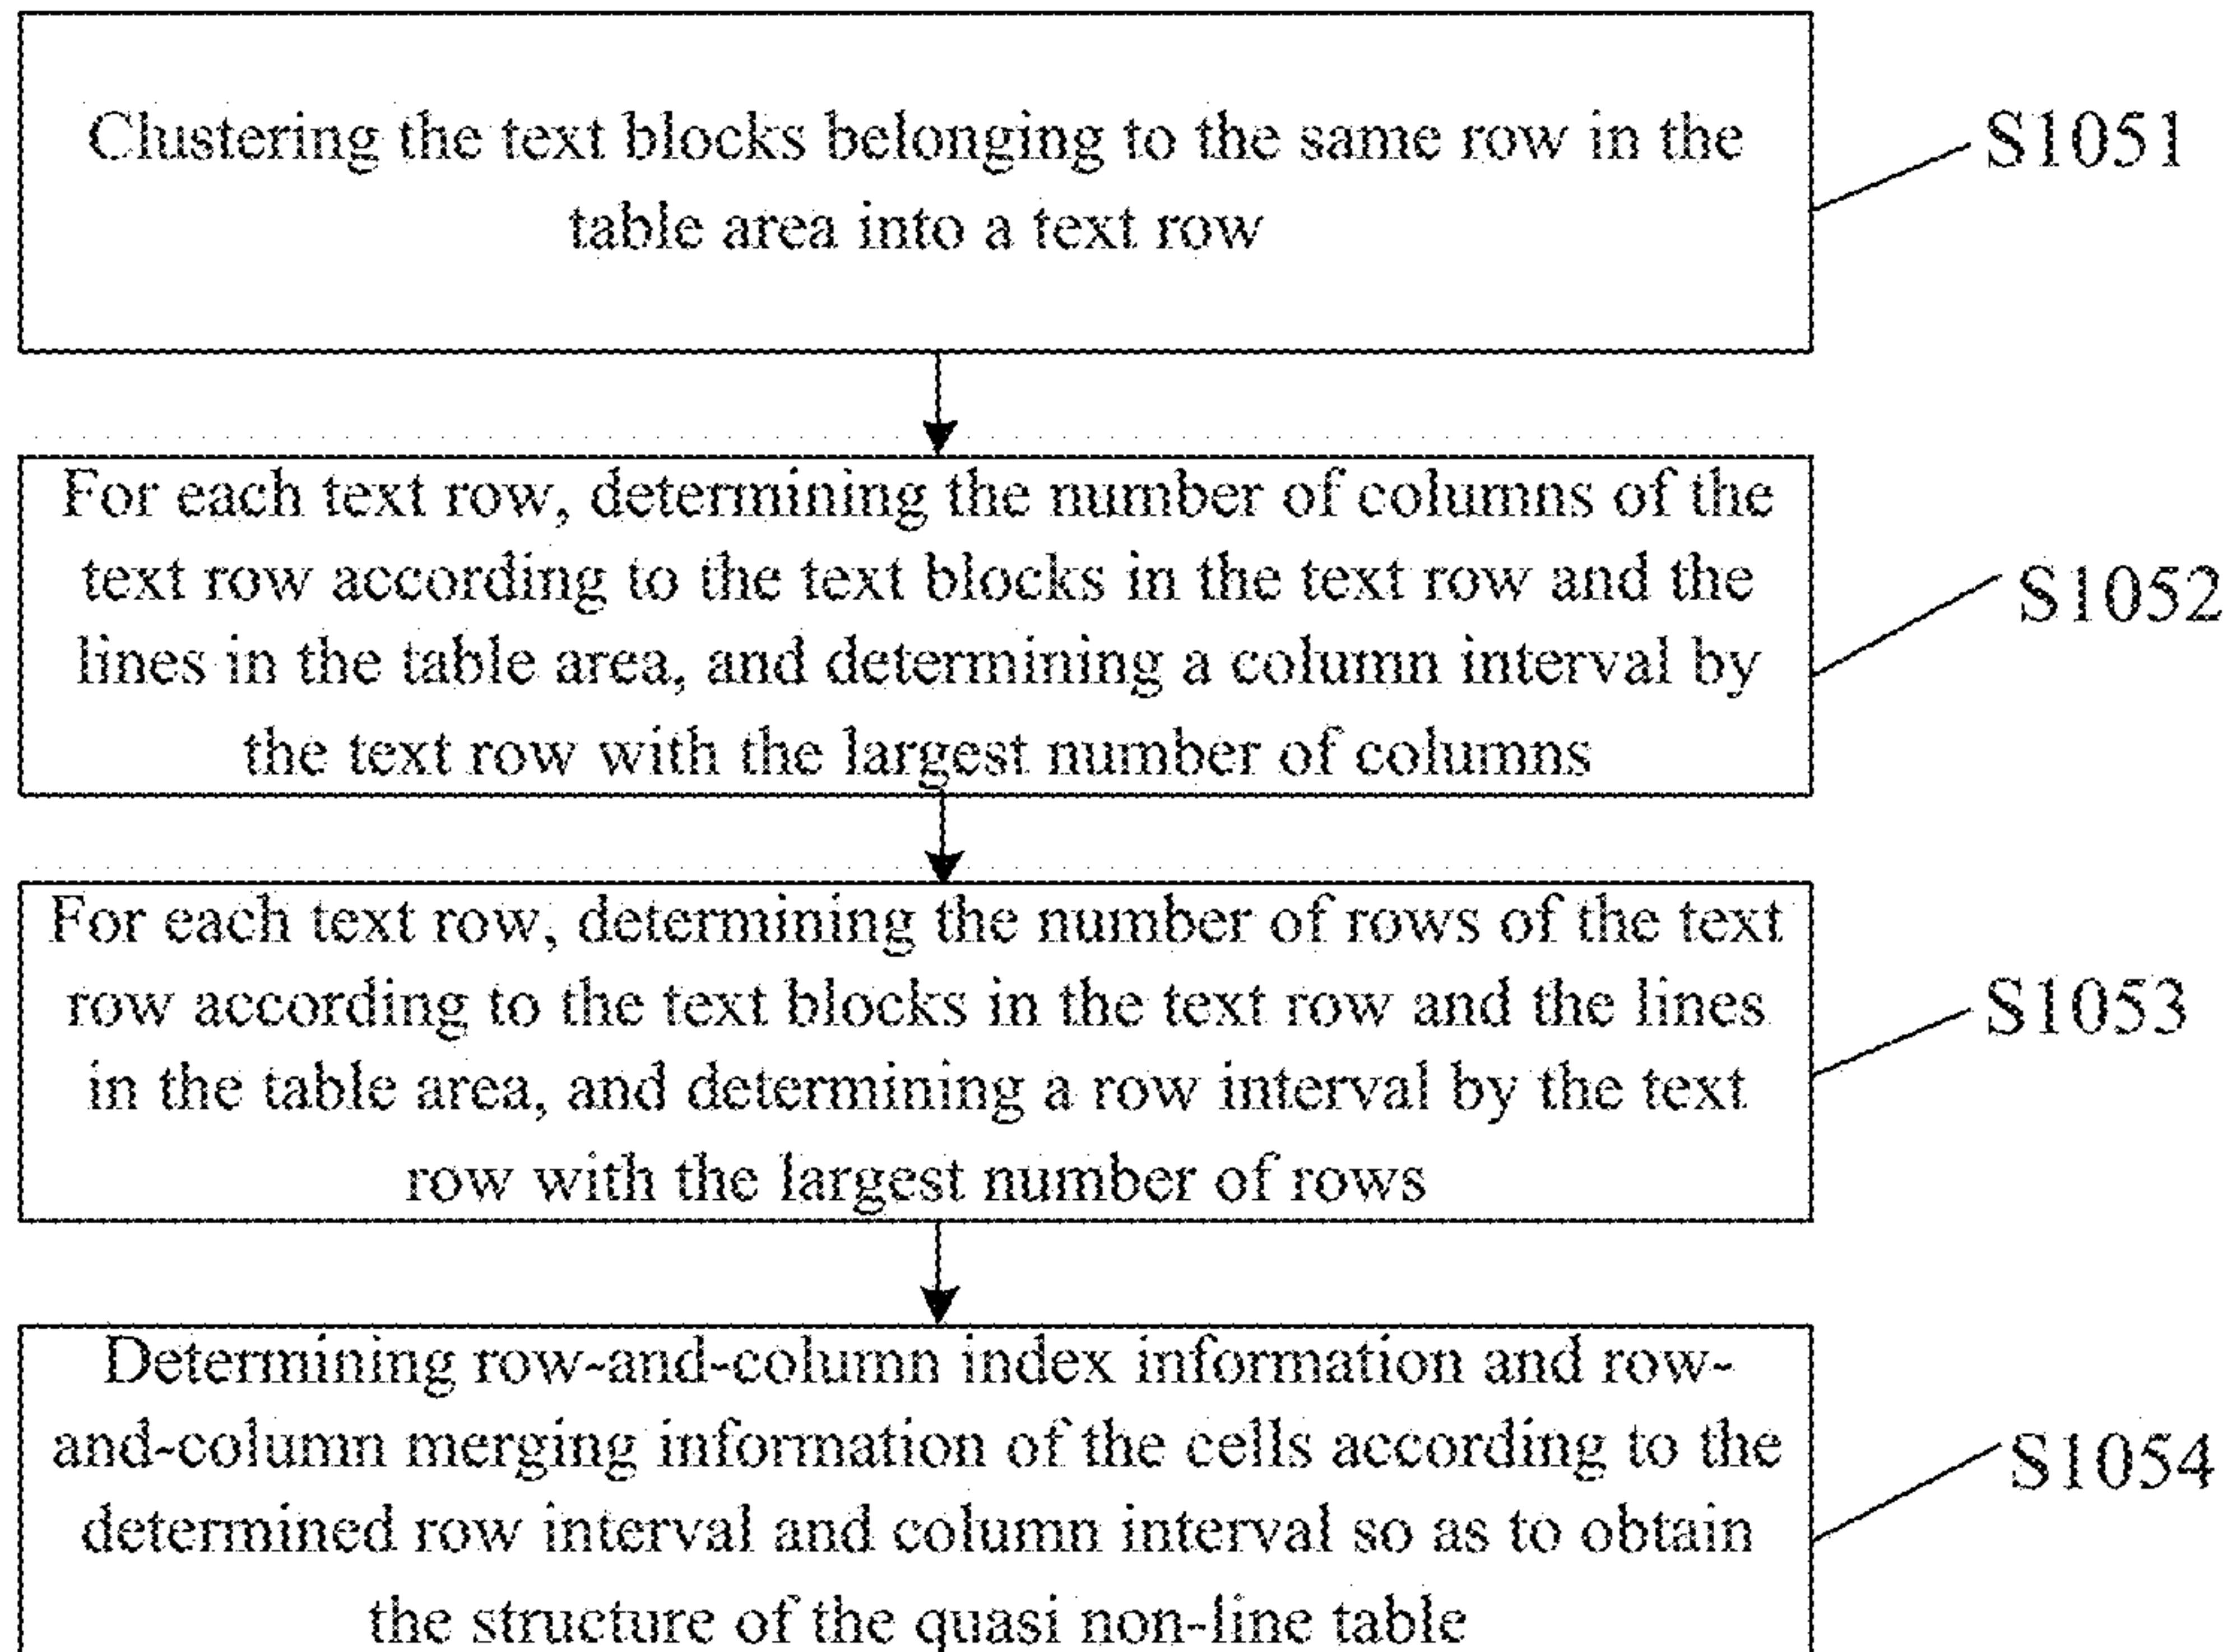 Clustering the text blocks belonging to the same row in the
table area into a text row
S1051
For each text row, determining the number of columns of the
text row according to the text blocks in the text row and the
lines in the table area, and determining a column interval by
the text row with the largest number of columns
S1052
For each text row, determining the number of rows of the text
row according to the text blocks in the text row and the lines
in the table area, and determining a row interval by the text
row with the largest number of rows
S1053
Determining row-and-column index information and row-
and-column merging information of the cells according to the
determined row interval and column interval so as to obtain
the structure of the quasi non-line table
S1054